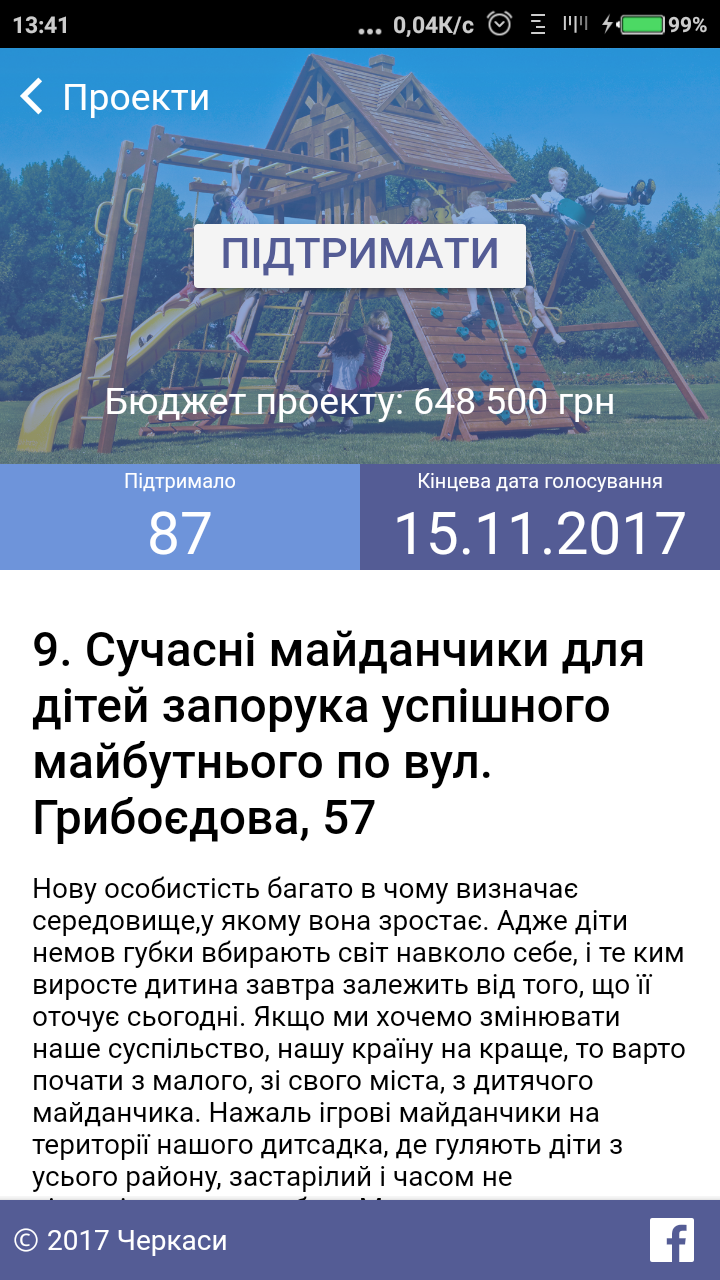 13:41
... 0,04K/c
99%
Проекти
ПІДТРИМАТИ
Бюджет проекту: 648 500 грн
Підтримало
87
Кінцева дата голосування
15.11.2017
9. Сучасні майданчики для
дітей запорука успішного
майбутнього по вул.
Грибоєдова, 57
Нову особистість багато в чому визначає
середовище,у якому вона зростає. Адже діти
немов губки вбирають світ навколо себе, і те ким
виросте дитина завтра залежить від того, що її
оточує сьогодні. Якщо ми хочемо змінювати
наше суспільство, нашу країну на краще, то варто
почати з малого, зі свого міста, з дитячого
майданчика. Нажаль ігрові майданчики на
території нашого дитсадка, де гуляють діти з
усього району, застарілий і часом не
© 2017 Черкаси